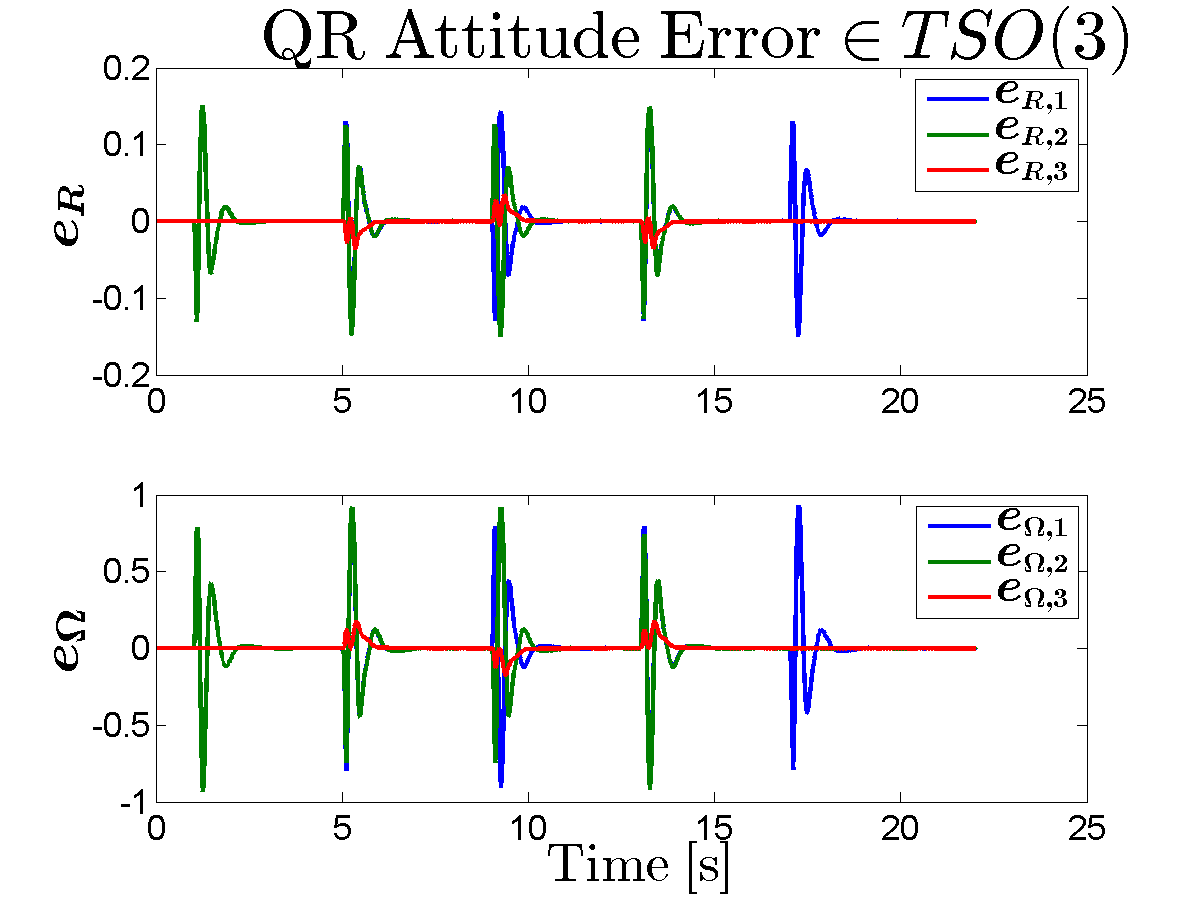 QR Attitude Error ∈ TSO(3)
0.2
0.1
0
-0.1
-0.2
e_R
e_{R,1}
e_{R,2}
e_{R,3}
0 5 10 15 20 25
1
0.5
0
-0.5
-1
e_Ω
e_{Ω,1}
e_{Ω,2}
e_{Ω,3}
0 5 10 15 20 25
Time [s]